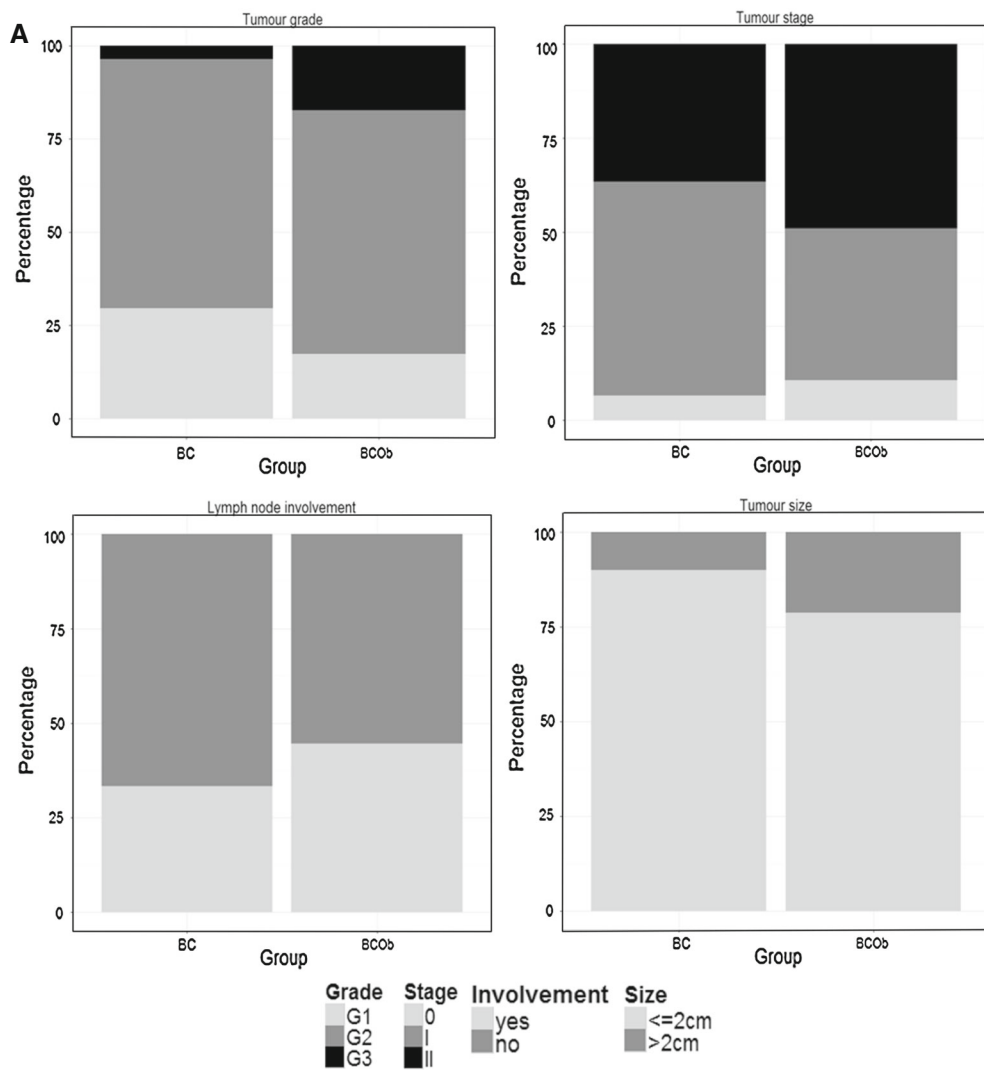 A
Tumour grade
Percentage
100
75
50
25
0
BC BCOb
Group
Tumour stage
Percentage
100
75
50
25
0
BC BCOb
Group
Lymph node involvement
Percentage
100
75
50
25
0
BC BCOb
Group
Tumour size
Percentage
100
75
50
25
0
BC BCOb
Group
Grade
G1
G2
G3
Stage
0
I
II
Involvement
yes
no
Size
<=2cm
>2cm